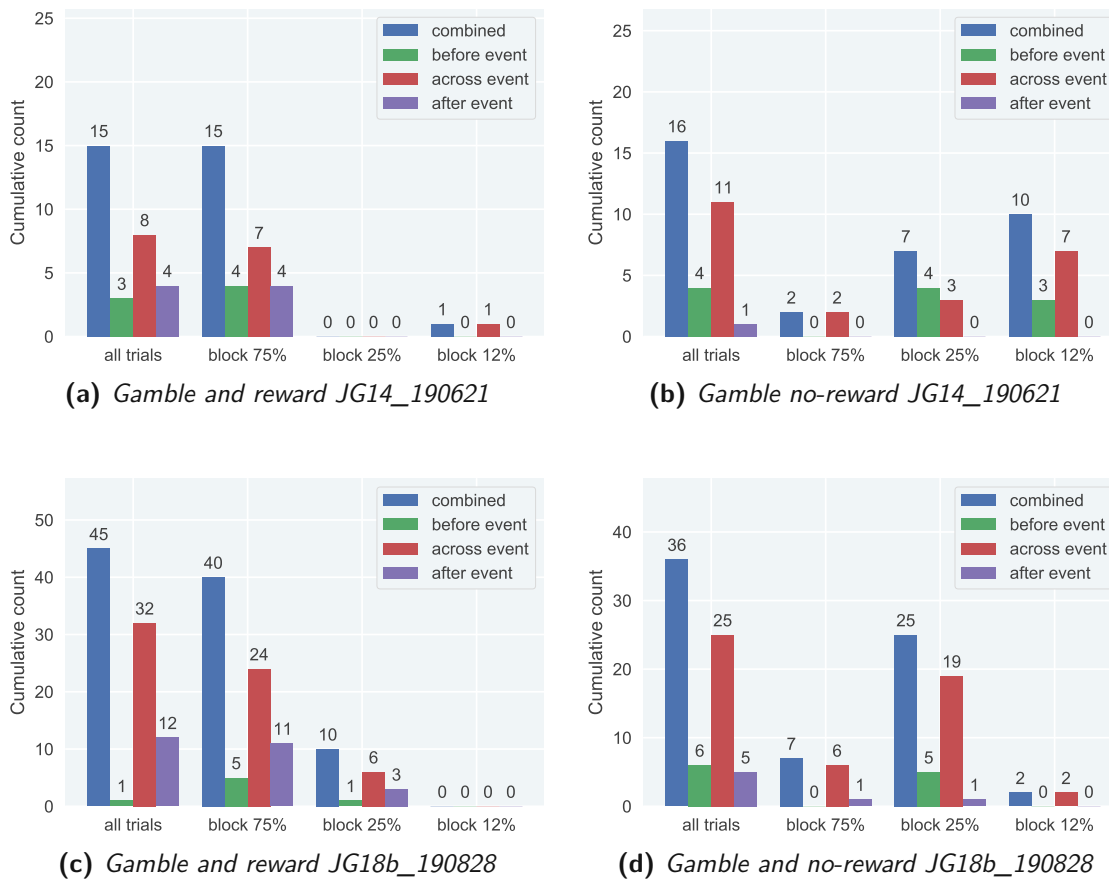 25
20
15
10
5
0
Cumulative count
combined
before event
across event
after event
15
3
8
4
15
4
7
4
0
0
0
0
1
0
1
0
all trials
block 75%
block 25%
block 12%
(a) Gamble and reward JG14_190621
25
20
15
10
5
0
Cumulative count
combined
before event
across event
after event
16
4
11
1
2
0
2
0
7
4
3
0
10
3
7
0
all trials
block 75%
block 25%
block 12%
(b) Gamble no-reward JG14_190621
50
40
30
20
10
0
Cumulative count
combined
before event
across event
after event
45
1
32
12
40
5
24
11
10
1
6
3
0
0
0
0
all trials
block 75%
block 25%
block 12%
(c) Gamble and reward JG18b_190828
40
30
20
10
0
Cumulative count
combined
before event
across event
after event
36
6
25
5
7
0
6
1
25
5
19
1
2
0
2
0
all trials
block 75%
block 25%
block 12%
(d) Gamble and no-reward JG18b_190828